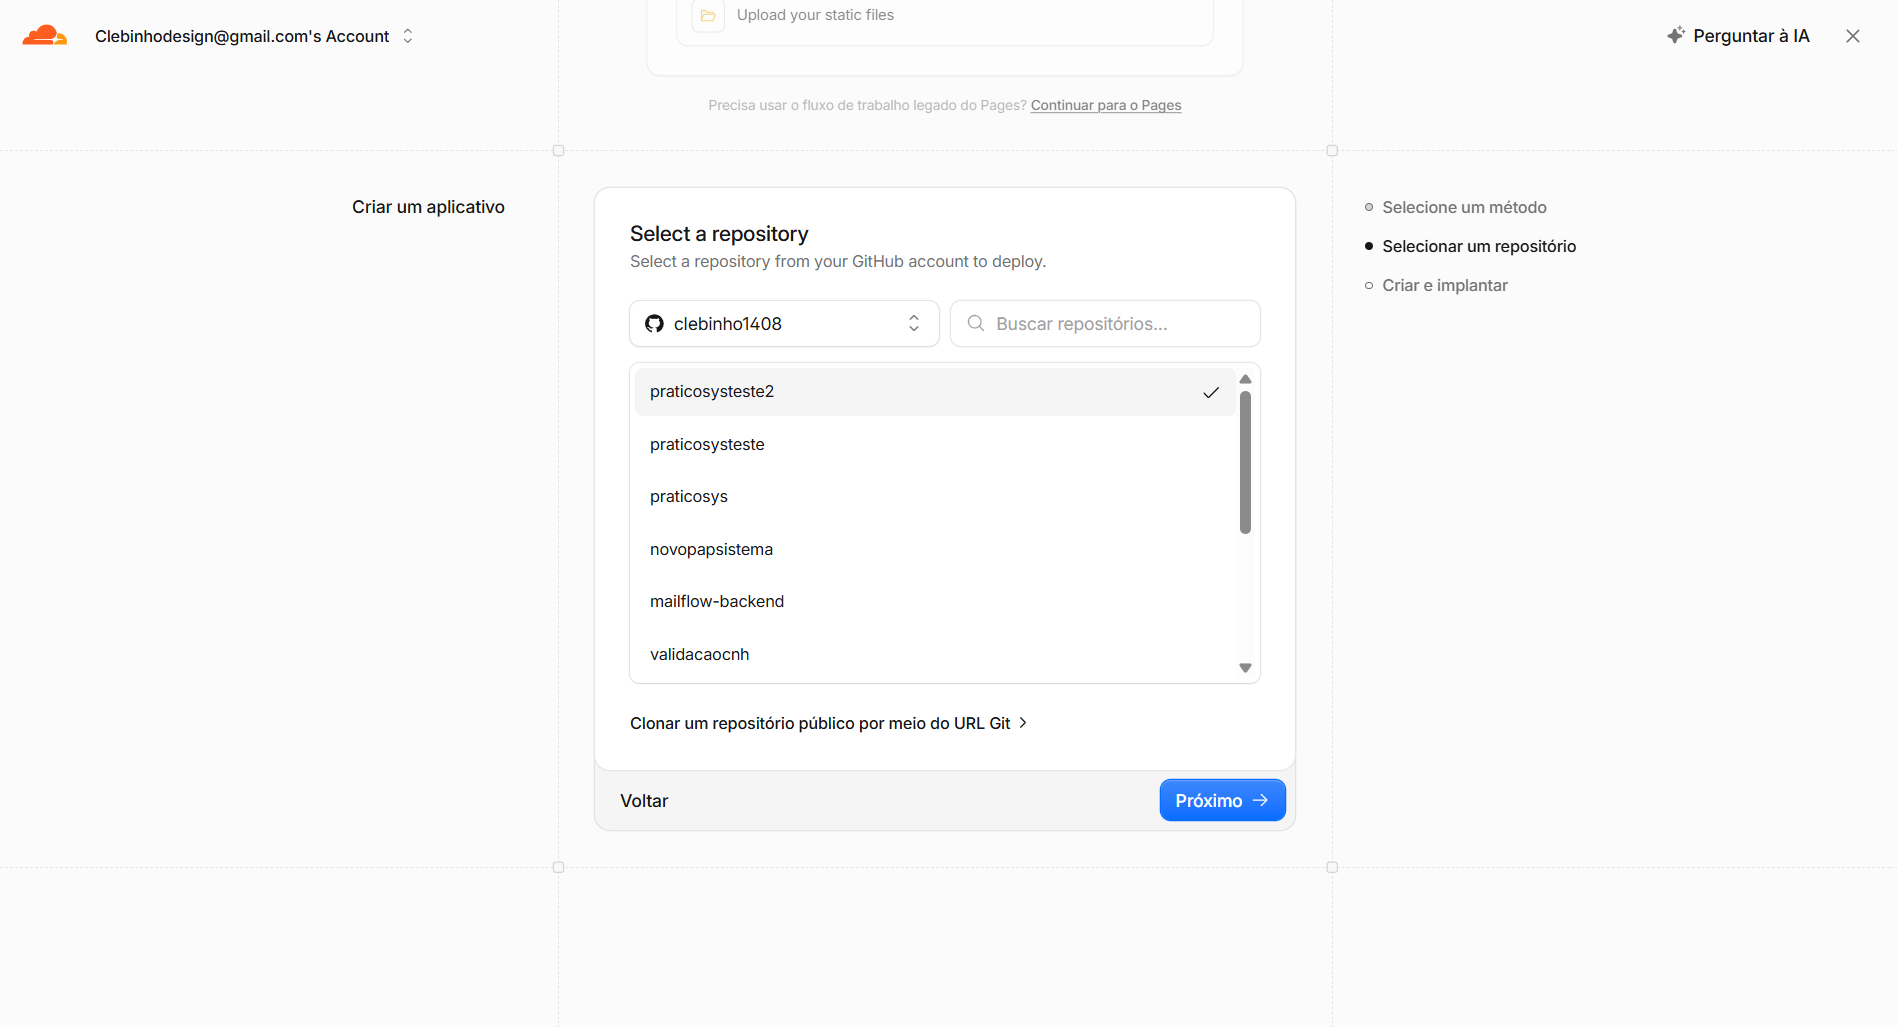 Clebinhodesign@gmail.com's Account
Upload your static files
Perguntar à IA
Precisa usar o fluxo de trabalho legado do Pages? Continuar para o Pages
Criar um aplicativo
Select a repository
Select a repository from your GitHub account to deploy.
clebinho1408
Buscar repositórios...
praticosysteste2
praticosysteste
praticosys
novopapsistema
mailflow-backend
validacaocnh
Clonar um repositório público por meio do URL Git
Voltar
Próximo
Selecione um método
Selecionar um repositório
Criar e implantar